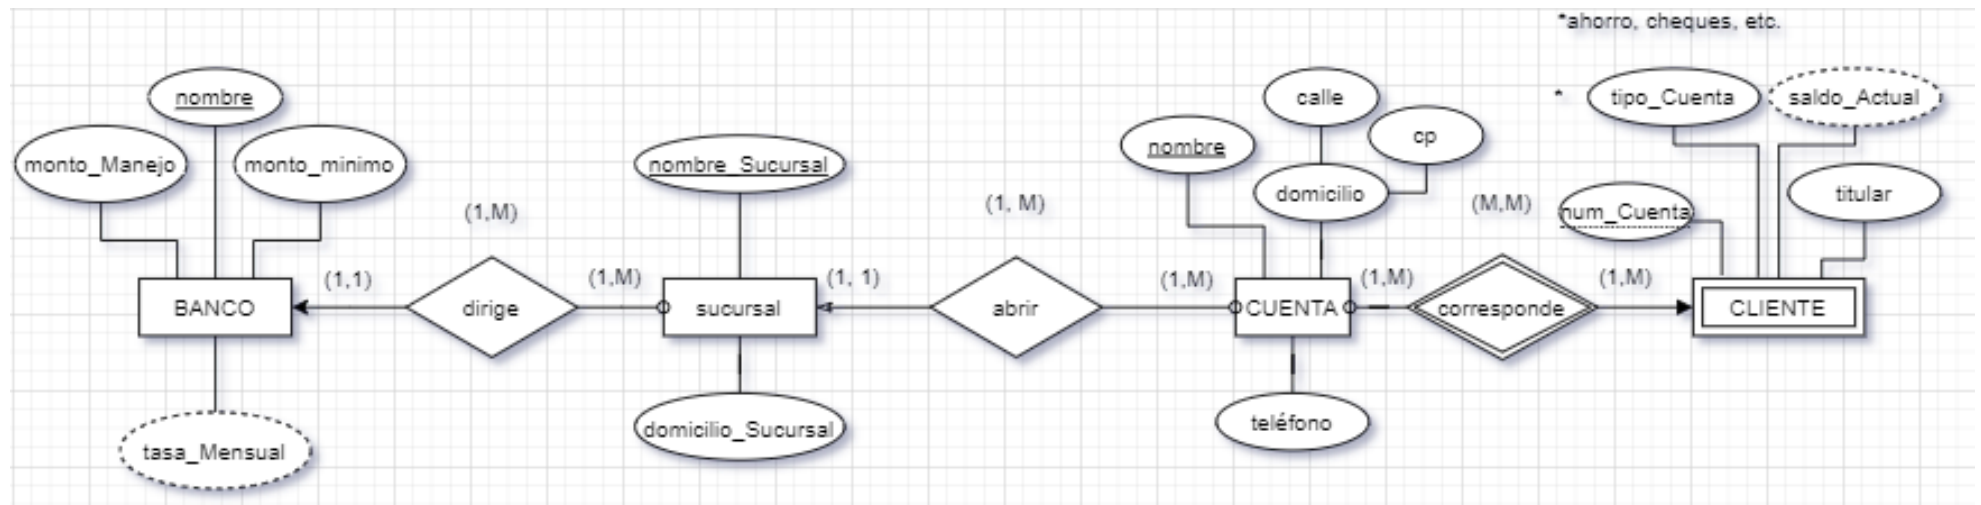 *ahorro, cheques, etc.
nombre
calle
* tipo_Cuenta
saldo_Actual
monto_Manejo
monto_minimo
nombre_Sucursal
nombre
cp
domicilio
num_Cuenta
titular
(1,M)
(1, M)
(M,M)
(1,1)
(1,M)
(1, 1)
(1,M)
(1,M)
(1,M)
BANCO
dirige
sucursal
abrir
CUENTA
corresponde
CLIENTE
tasa_Mensual
domicilio_Sucursal
teléfono